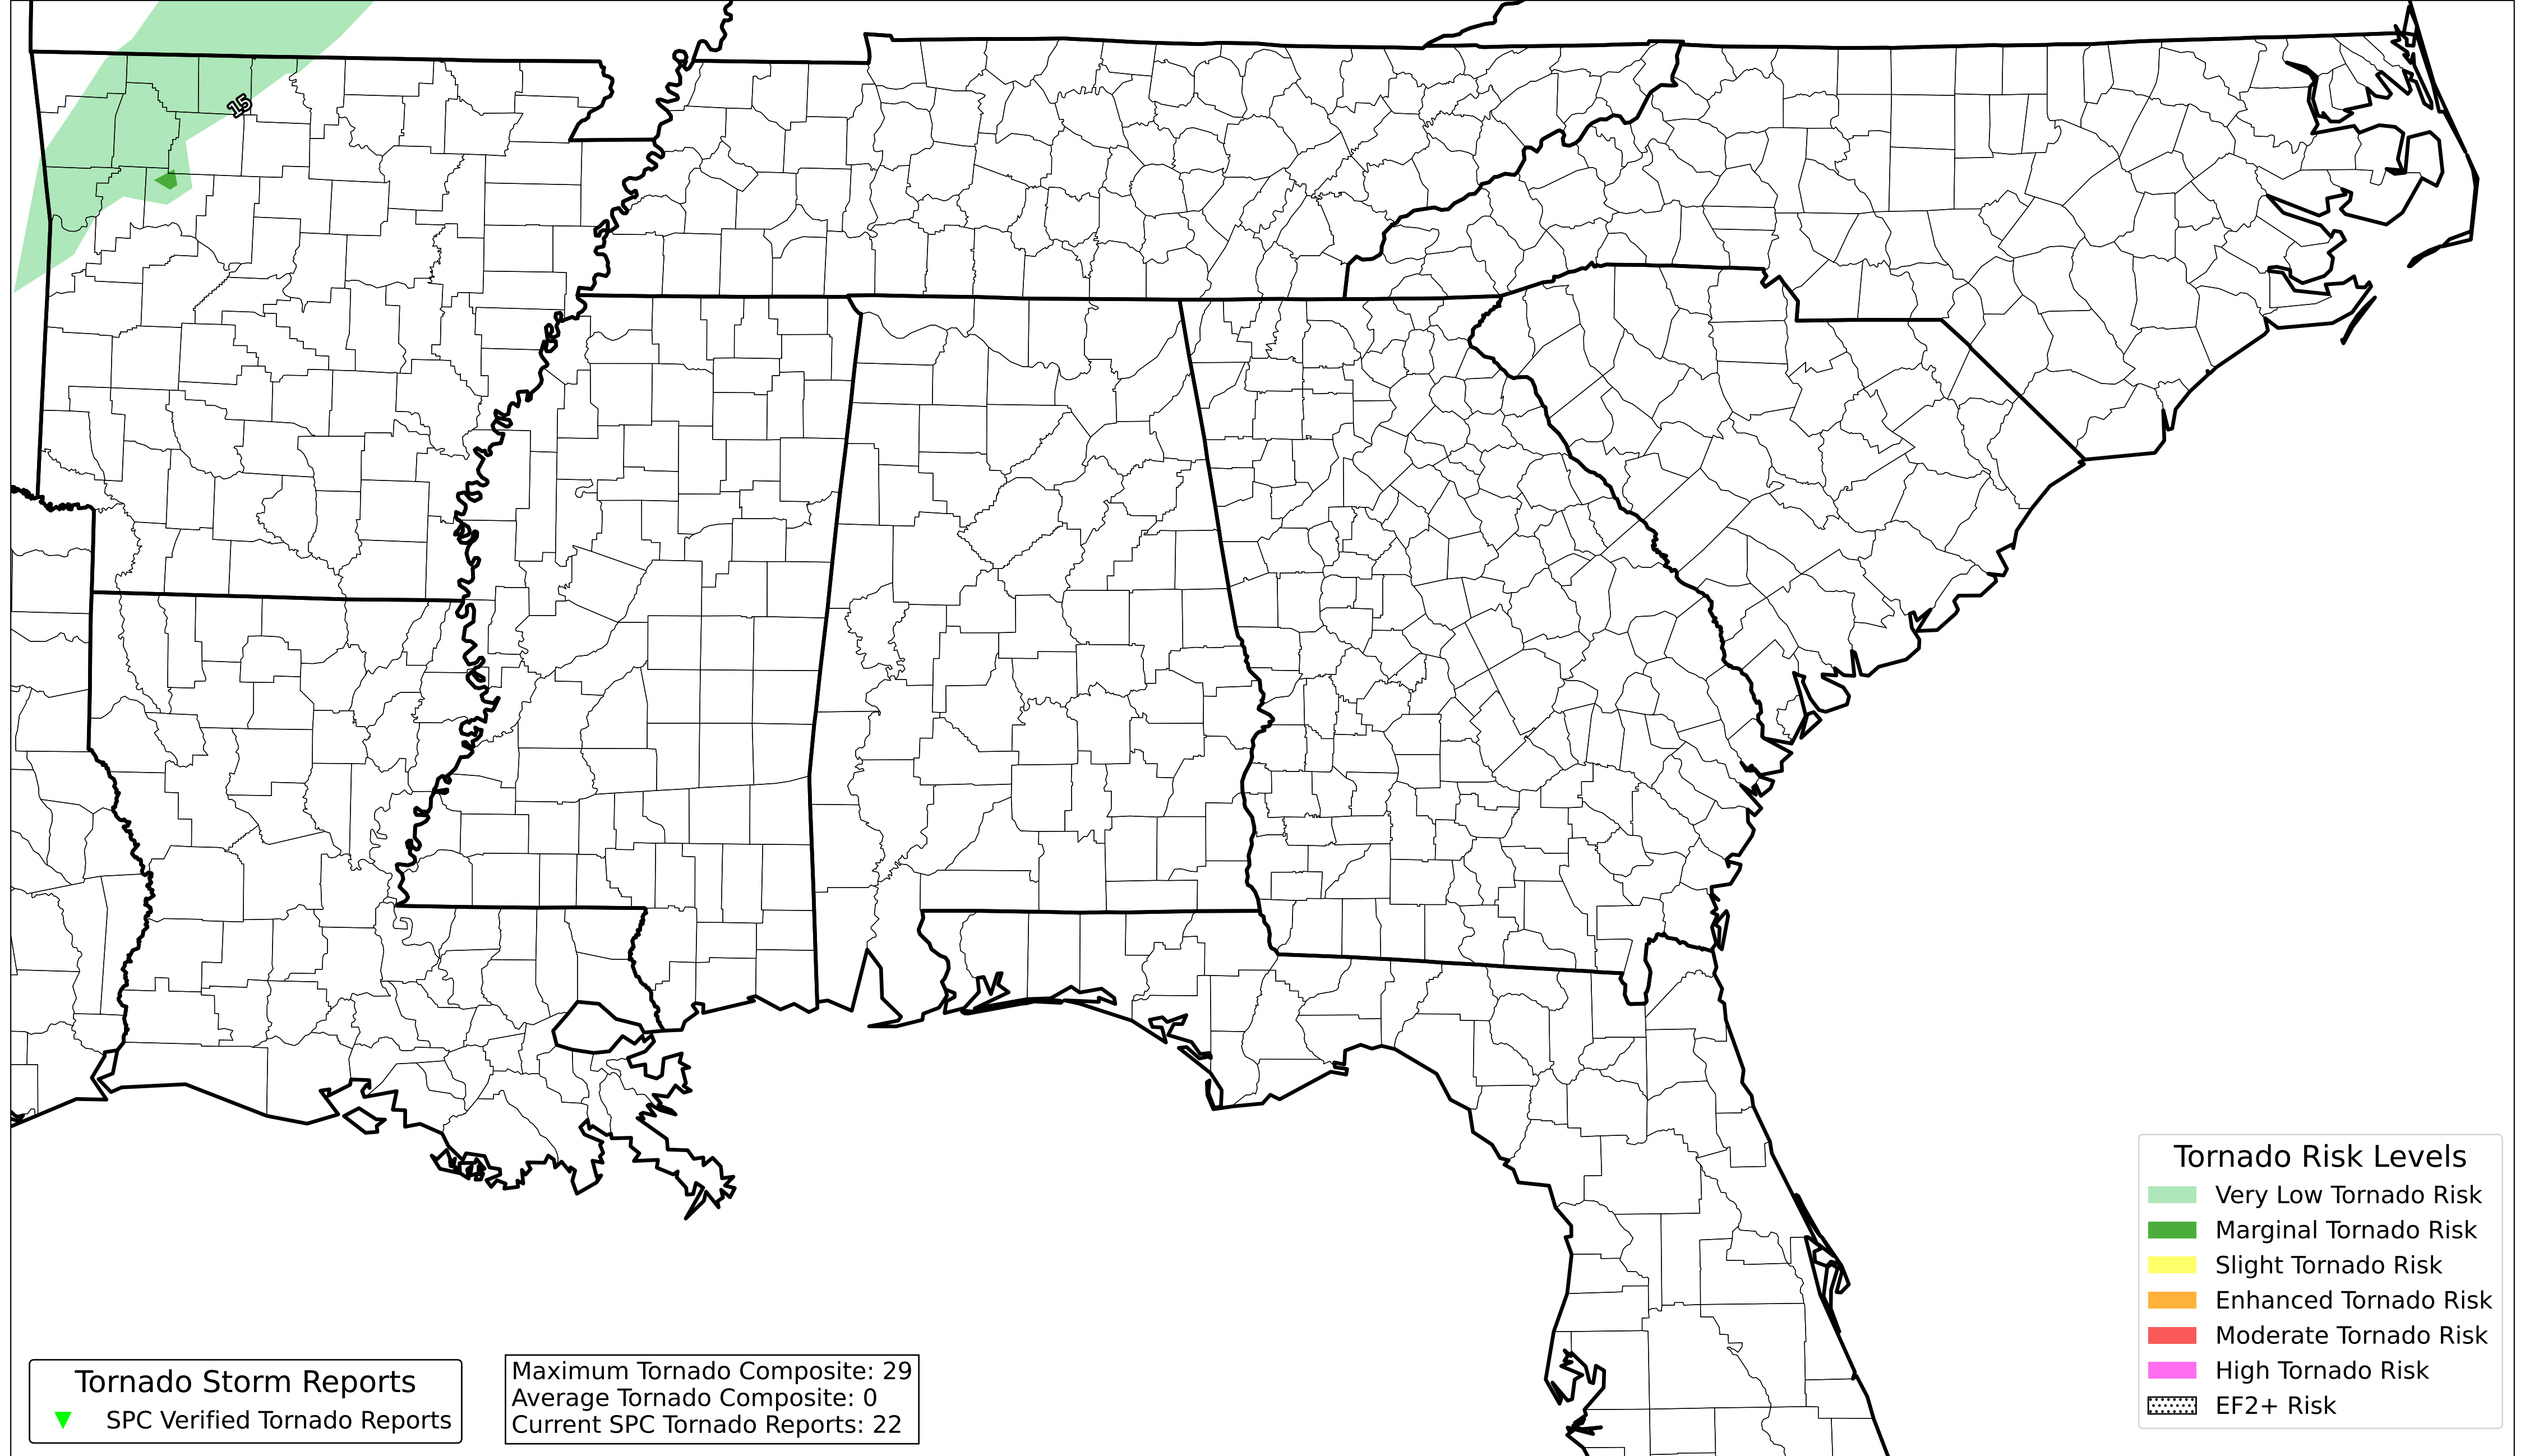 15
Tornado Storm Reports
SPC Verified Tornado Reports
Maximum Tornado Composite: 29
Average Tornado Composite: 0
Current SPC Tornado Reports: 22
Tornado Risk Levels
Very Low Tornado Risk
Marginal Tornado Risk
Slight Tornado Risk
Enhanced Tornado Risk
Moderate Tornado Risk
High Tornado Risk
EF2+ Risk